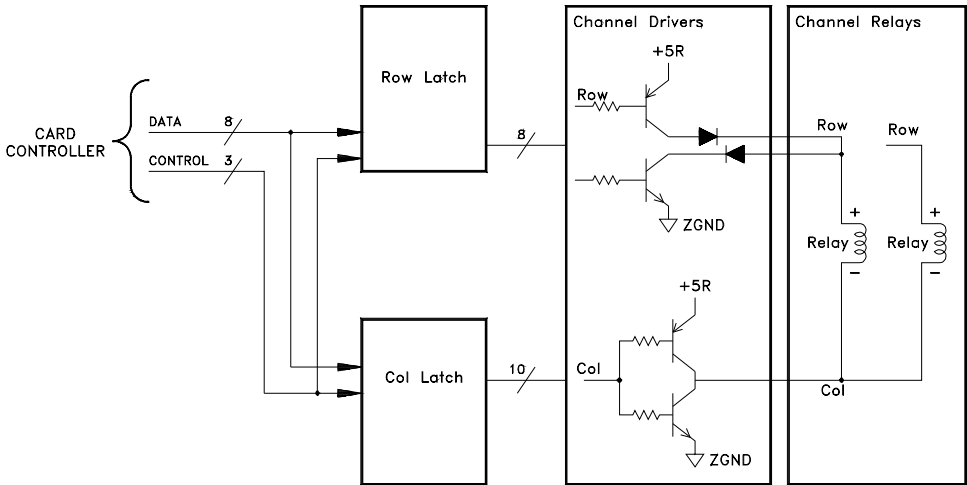 Channel Drivers
Channel Relays
+5R
Row Latch
Row
CARD
CONTROLLER
DATA
8
8
Row
Row
CONTROL
3
ZGND
+
+
Relay
Relay
−
−
+5R
Col Latch
10
Col
Col
ZGND